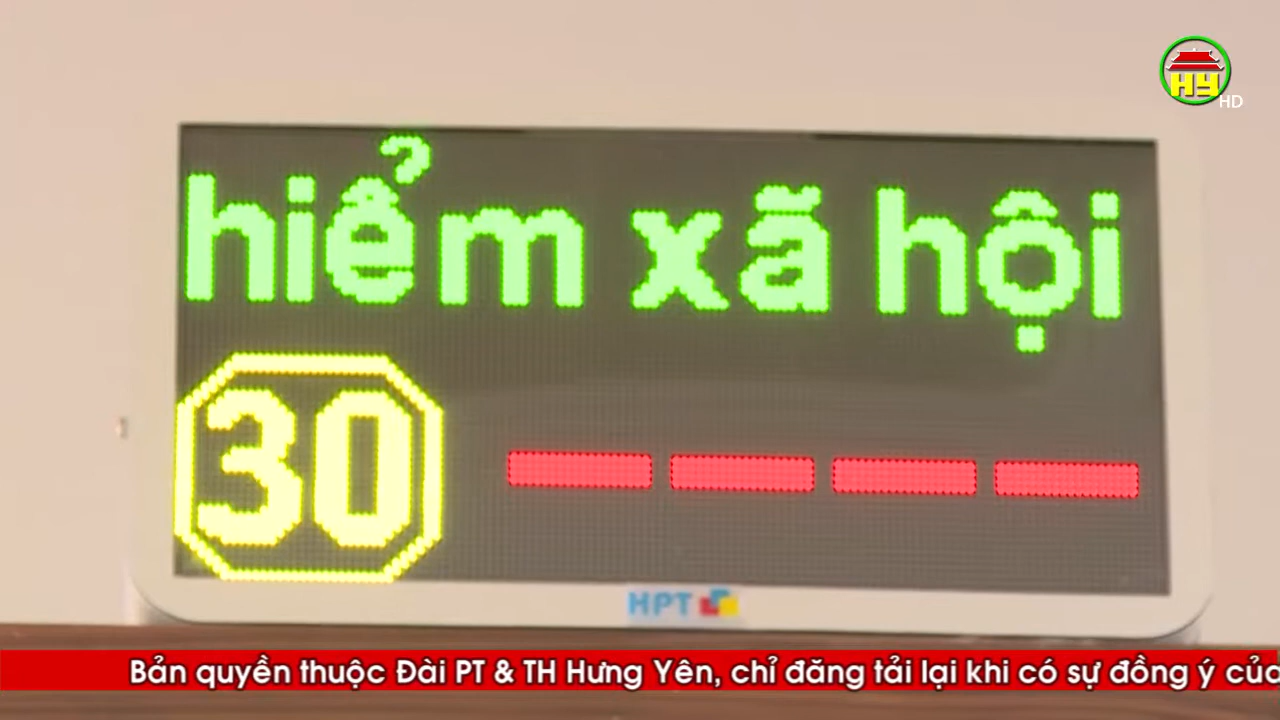 HY
HD
hiểm xã hội
30
HPT
Bản quyền thuộc Đài PT & TH Hưng Yên, chỉ đăng tải lại khi có sự đồng ý của